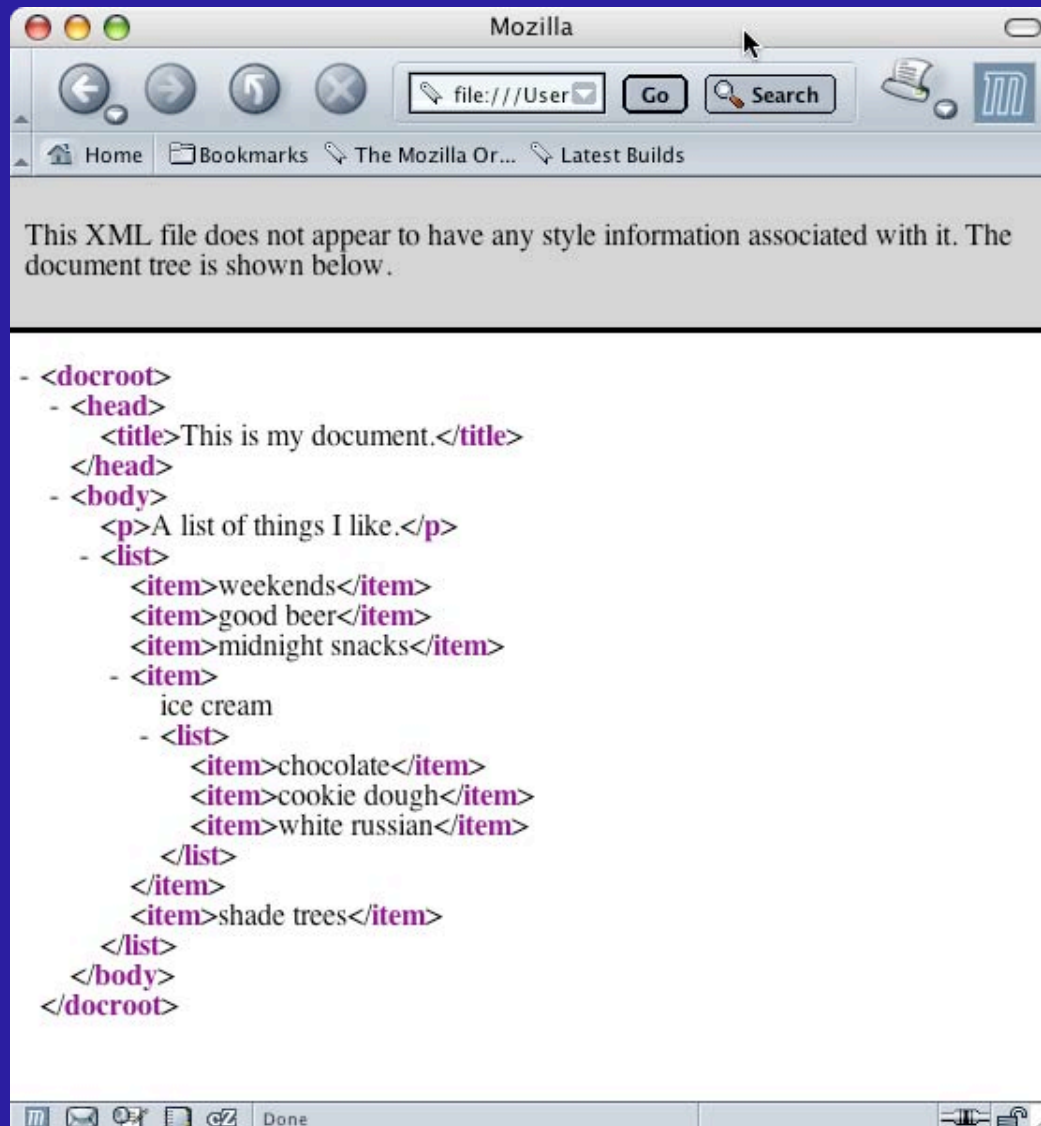 Mozilla
file:///User
Go
Search
Home
Bookmarks
The Mozilla Or...
Latest Builds
This XML file does not appear to have any style information associated with it. The
document tree is shown below.
- <docroot>
- <head>
<title>This is my document.</title>
</head>
- <body>
<p>A list of things I like.</p>
- <list>
<item>weekends</item>
<item>good beer</item>
<item>midnight snacks</item>
- <item>
ice cream
- <list>
<item>chocolate</item>
<item>cookie dough</item>
<item>white russian</item>
</list>
</item>
<item>shade trees</item>
</list>
</body>
</docroot>
Done